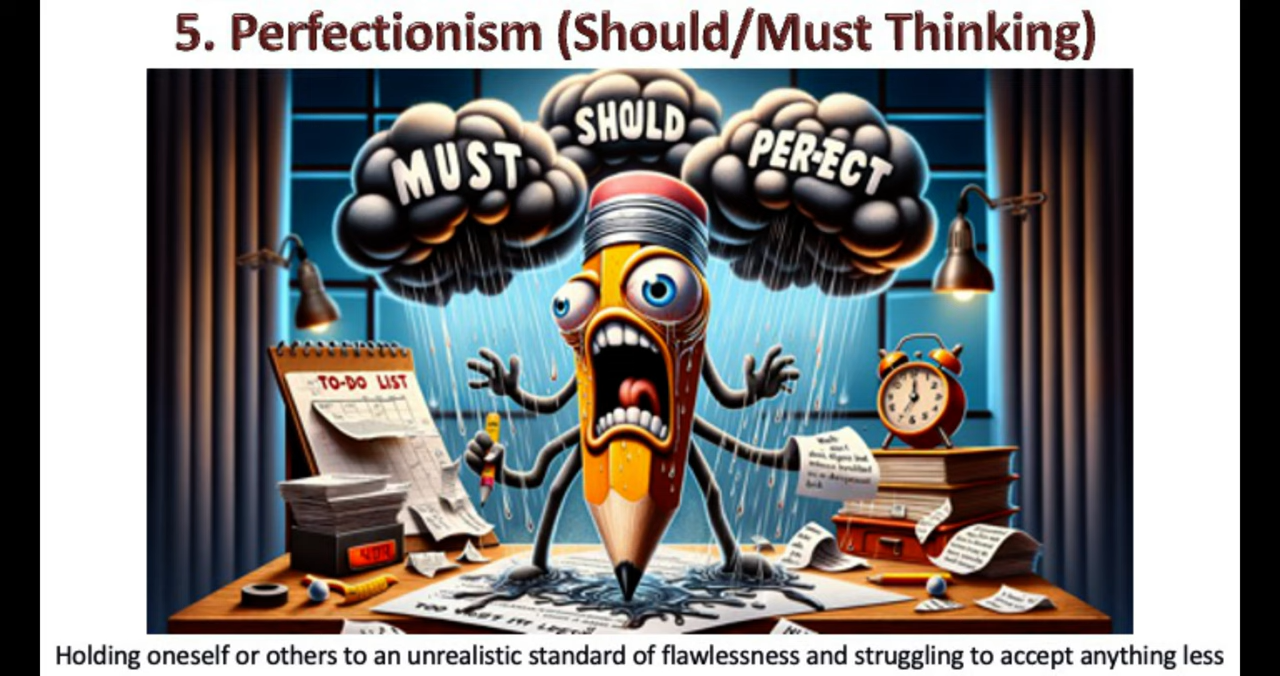 5. Perfectionism (Should/Must Thinking)
SHOULD
MUST
PER-ECT
TO-DO LIST
Holding oneself or others to an unrealistic standard of flawlessness and struggling to accept anything less